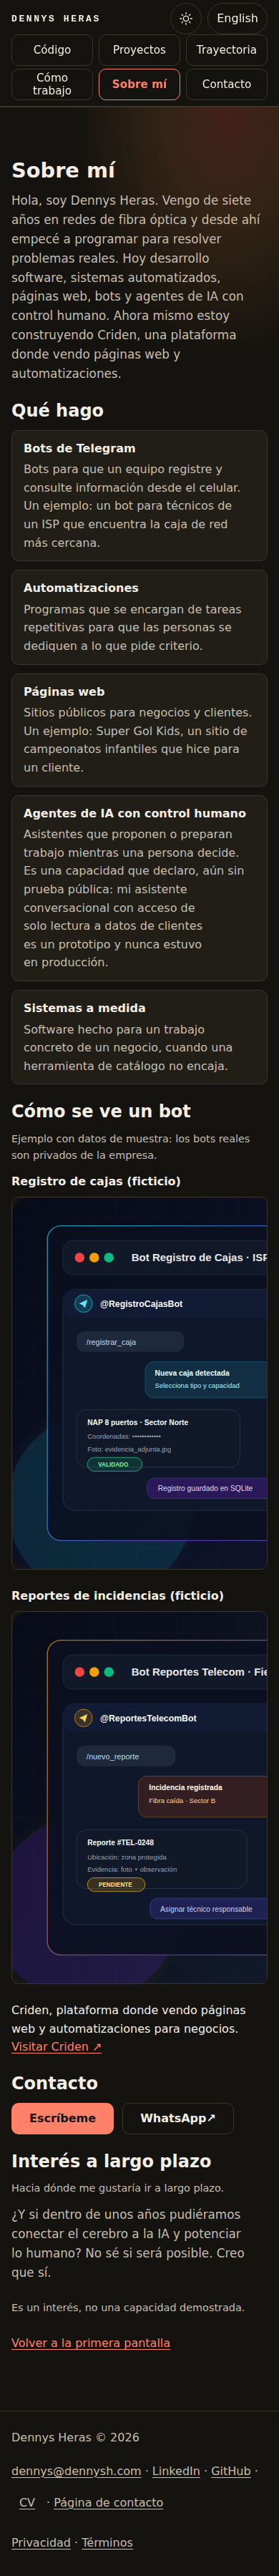 DENNYS HERAS
English
Código
Proyectos
Trayectoria
Cómo
trabajo
Sobre mí
Contacto
Sobre mí
Hola, soy Dennys Heras. Vengo de siete
años en redes de fibra óptica y desde ahí
empecé a programar para resolver
problemas reales. Hoy desarrollo
software, sistemas automatizados,
páginas web, bots y agentes de IA con
control humano. Ahora mismo estoy
construyendo Criden, una plataforma
donde vendo páginas web y
automatizaciones.
Qué hago
Bots de Telegram
Bots para que un equipo registre y
consulte información desde el celular.
Un ejemplo: un bot para técnicos de
un ISP que encuentra la caja de red
más cercana.
Automatizaciones
Programas que se encargan de tareas
repetitivas para que las personas se
dediquen a lo que pide criterio.
Páginas web
Sitios públicos para negocios y clientes.
Un ejemplo: Super Gol Kids, un sitio de
campeonatos infantiles que hice para
un cliente.
Agentes de IA con control humano
Asistentes que proponen o preparan
trabajo mientras una persona decide.
Es una capacidad que declaro, aún sin
prueba pública: mi asistente
conversacional con acceso de
solo lectura a datos de clientes
es un prototipo y nunca estuvo
en producción.
Sistemas a medida
Software hecho para un trabajo
concreto de un negocio, cuando una
herramienta de catálogo no encaja.
Cómo se ve un bot
Ejemplo con datos de muestra: los bots reales
son privados de la empresa.
Registro de cajas (ficticio)
Bot Registro de Cajas · ISP
@RegistroCajasBot
/registrar_caja
Nueva caja detectada
Selecciona tipo y capacidad
NAP 8 puertos · Sector Norte
Coordenadas: ••••••••••••
Foto: evidencia_adjunta.jpg
VALIDADO
Registro guardado en SQLite
Reportes de incidencias (ficticio)
Bot Reportes Telecom · Fie
@ReportesTelecomBot
/nuevo_reporte
Incidencia registrada
Fibra caída · Sector B
Reporte #TEL-0248
Ubicación: zona protegida
Evidencia: foto + observación
PENDIENTE
Asignar técnico responsable
Criden, plataforma donde vendo páginas
web y automatizaciones para negocios.
Visitar Criden ↗
Contacto
Escríbeme
WhatsApp↗
Interés a largo plazo
Hacia dónde me gustaría ir a largo plazo.
¿Y si dentro de unos años pudiéramos
conectar el cerebro a la IA y potenciar
lo humano? No sé si será posible. Creo
que sí.
Es un interés, no una capacidad demostrada.
Volver a la primera pantalla
Dennys Heras © 2026
dennys@dennysh.com · LinkedIn · GitHub ·
CV · Página de contacto
Privacidad · Términos